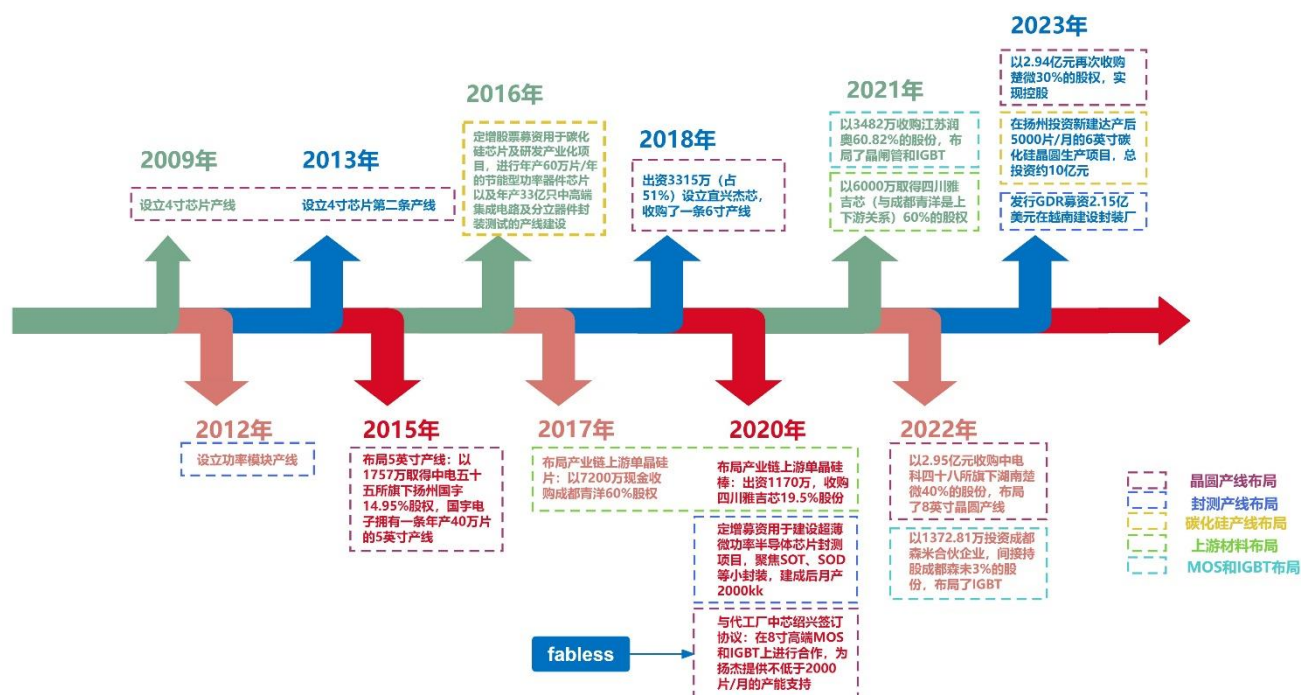 2009年
设立4寸芯片产线
2013年
设立4寸芯片第二条产线
2016年
定增股票募资用于碳化
硅芯片及研发产业化项
目，进行年产60万片/年
的节能型功率器件芯片
以及年产33亿只中高端
集成电路及分立器件封
装测试的产线建设
2018年
出资3315万（占
51%）设立宜兴杰芯，
收购了一条6寸产线
2021年
以3482万收购江苏润
奥60.82%的股份，布
局了晶闸管和IGBT
以6000万取得四川雅
吉芯（与成都青洋是上
下游关系）60%的股权
2023年
以2.94亿元再次收购
楚微30%的股权，实
现控股
在扬州投资新建达产后
5000片/月的6英寸碳
化硅晶圆生产项目，总
投资约10亿元
发行GDR募资2.15亿
美元在越南建设封装厂
2012年
设立功率模块产线
2015年
布局5英寸产线：以
1757万取得中电五十
五所旗下扬州国宇
14.95%股权，国宇电
子拥有一条年产40万片
的5英寸产线
2017年
布局产业链上游单晶硅
片：以7200万现金收
购成都青洋60%股权
2020年
布局产业链上游单晶硅
棒：出资1170万，收购
四川雅吉芯19.5%股份
定增募资用于建设超薄
微功率半导体芯片封测
项目，聚焦SOT、SOD
等小封装，建成后月产
2000kk
与代工厂中芯绍兴签订
协议：在8寸高端MOS
和IGBT上进行合作，为
扬杰提供不低于2000
片/月的产能支持
fabless
2022年
以2.95亿元收购中电
科四十八所旗下湖南楚
微40%的股份，布局
了8英寸晶圆产线
以1372.81万投资成都
森米合伙企业，间接持
股成都森未3%的股
份，布局了IGBT
晶圆产线布局
封测产线布局
碳化硅产线布局
上游材料布局
MOS和IGBT布局